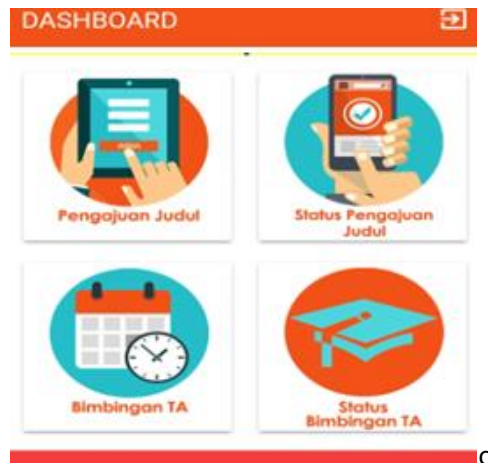 DASHBOARD
Pengajuan Judul
Status Pengajuan
Judul
Bimbingan TA
Status
Bimbingan TA